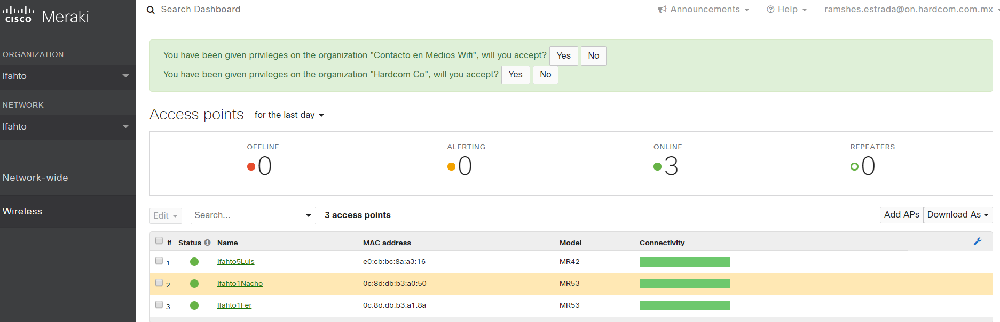 cisco Meraki
Search Dashboard
Announcements
Help
ramshes.estrada@on.hardcom.com.mx
ORGANIZATION
Ifahto
NETWORK
Ifahto
Network-wide
Wireless
You have been given privileges on the organization "Contacto en Medios Wifi", will you accept? Yes No
You have been given privileges on the organization "Hardcom Co", will you accept? Yes No
Access points for the last day
OFFLINE ALERTING ONLINE REPEATERS
0 0 3 0
Edit Search... 3 access points Add APs Download As
# Status Name MAC address Model Connectivity
1 Ifahto5Luis e0:cb:bc:8a:a3:16 MR42
2 Ifahto1Nacho 0c:8d:db:b3:a0:50 MR53
3 Ifahto1Fer 0c:8d:db:b3:a1:8a MR53